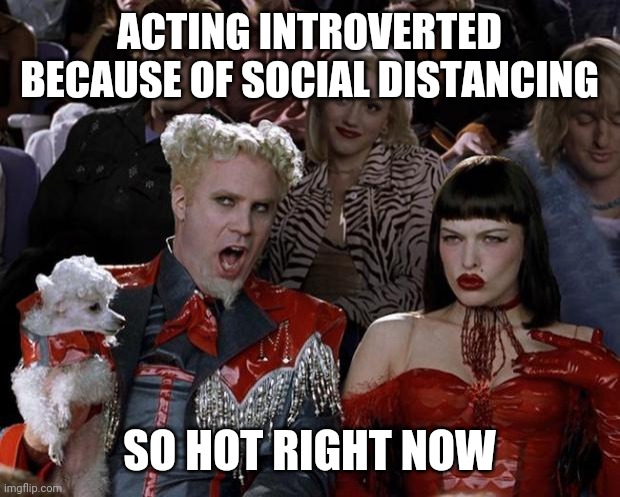 ACTING INTROVERTED
BECAUSE OF SOCIAL DISTANCING
SO HOT RIGHT NOW
imgflip.com